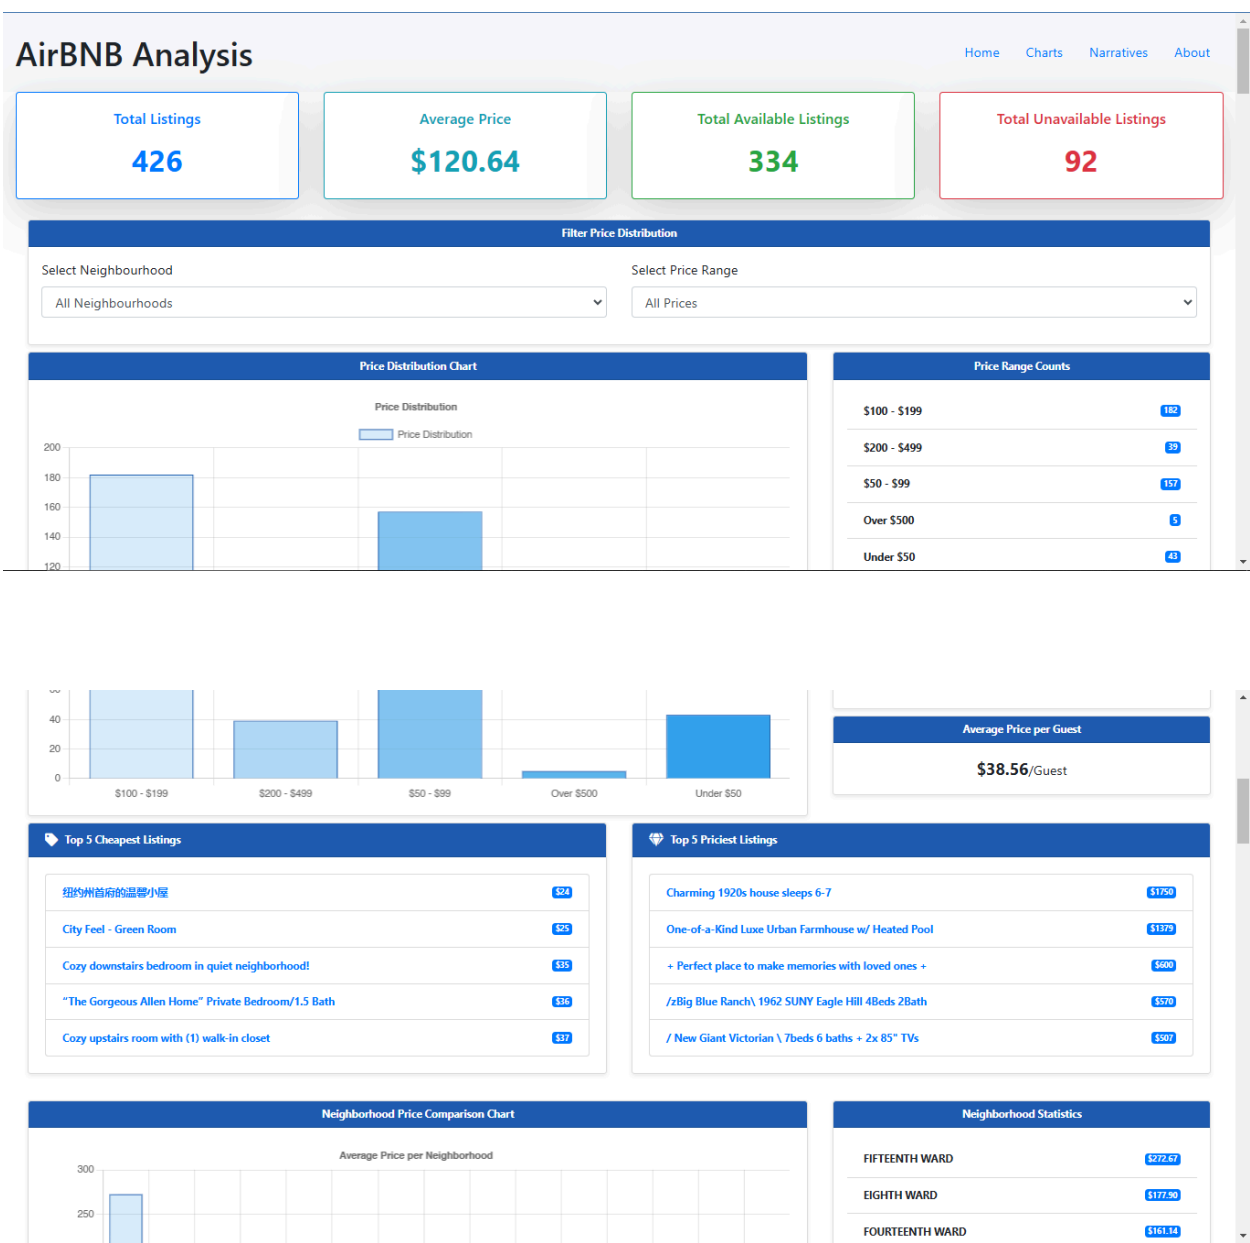 AirBNB Analysis
Home Charts Narratives About
Total Listings
426
Average Price
$120.64
Total Available Listings
334
Total Unavailable Listings
92
Filter Price Distribution
Select Neighbourhood
All Neighbourhoods
Select Price Range
All Prices
Price Distribution Chart
Price Distribution
Price Distribution
200
180
160
140
120
Price Range Counts
$100 - $199 182
$200 - $499 39
$50 - $99 157
Over $500 5
Under $50 43
60
40
20
0
$100 - $199 $200 - $499 $50 - $99 Over $500 Under $50
Average Price per Guest
$38.56/Guest
Top 5 Cheapest Listings
纽约州首府的温馨小屋 $24
City Feel - Green Room $25
Cozy downstairs bedroom in quiet neighborhood! $35
“The Gorgeous Allen Home” Private Bedroom/1.5 Bath $36
Cozy upstairs room with (1) walk-in closet $37
Top 5 Priciest Listings
Charming 1920s house sleeps 6-7 $1750
One-of-a-Kind Luxe Urban Farmhouse w/ Heated Pool $1379
+ Perfect place to make memories with loved ones + $600
/zBig Blue Ranch\ 1962 SUNY Eagle Hill 4Beds 2Bath $570
/ New Giant Victorian \ 7beds 6 baths + 2x 85" TVs $507
Neighborhood Price Comparison Chart
Average Price per Neighborhood
300
250
Neighborhood Statistics
FIFTEENTH WARD $272.67
EIGHTH WARD $177.90
FOURTEENTH WARD $161.14